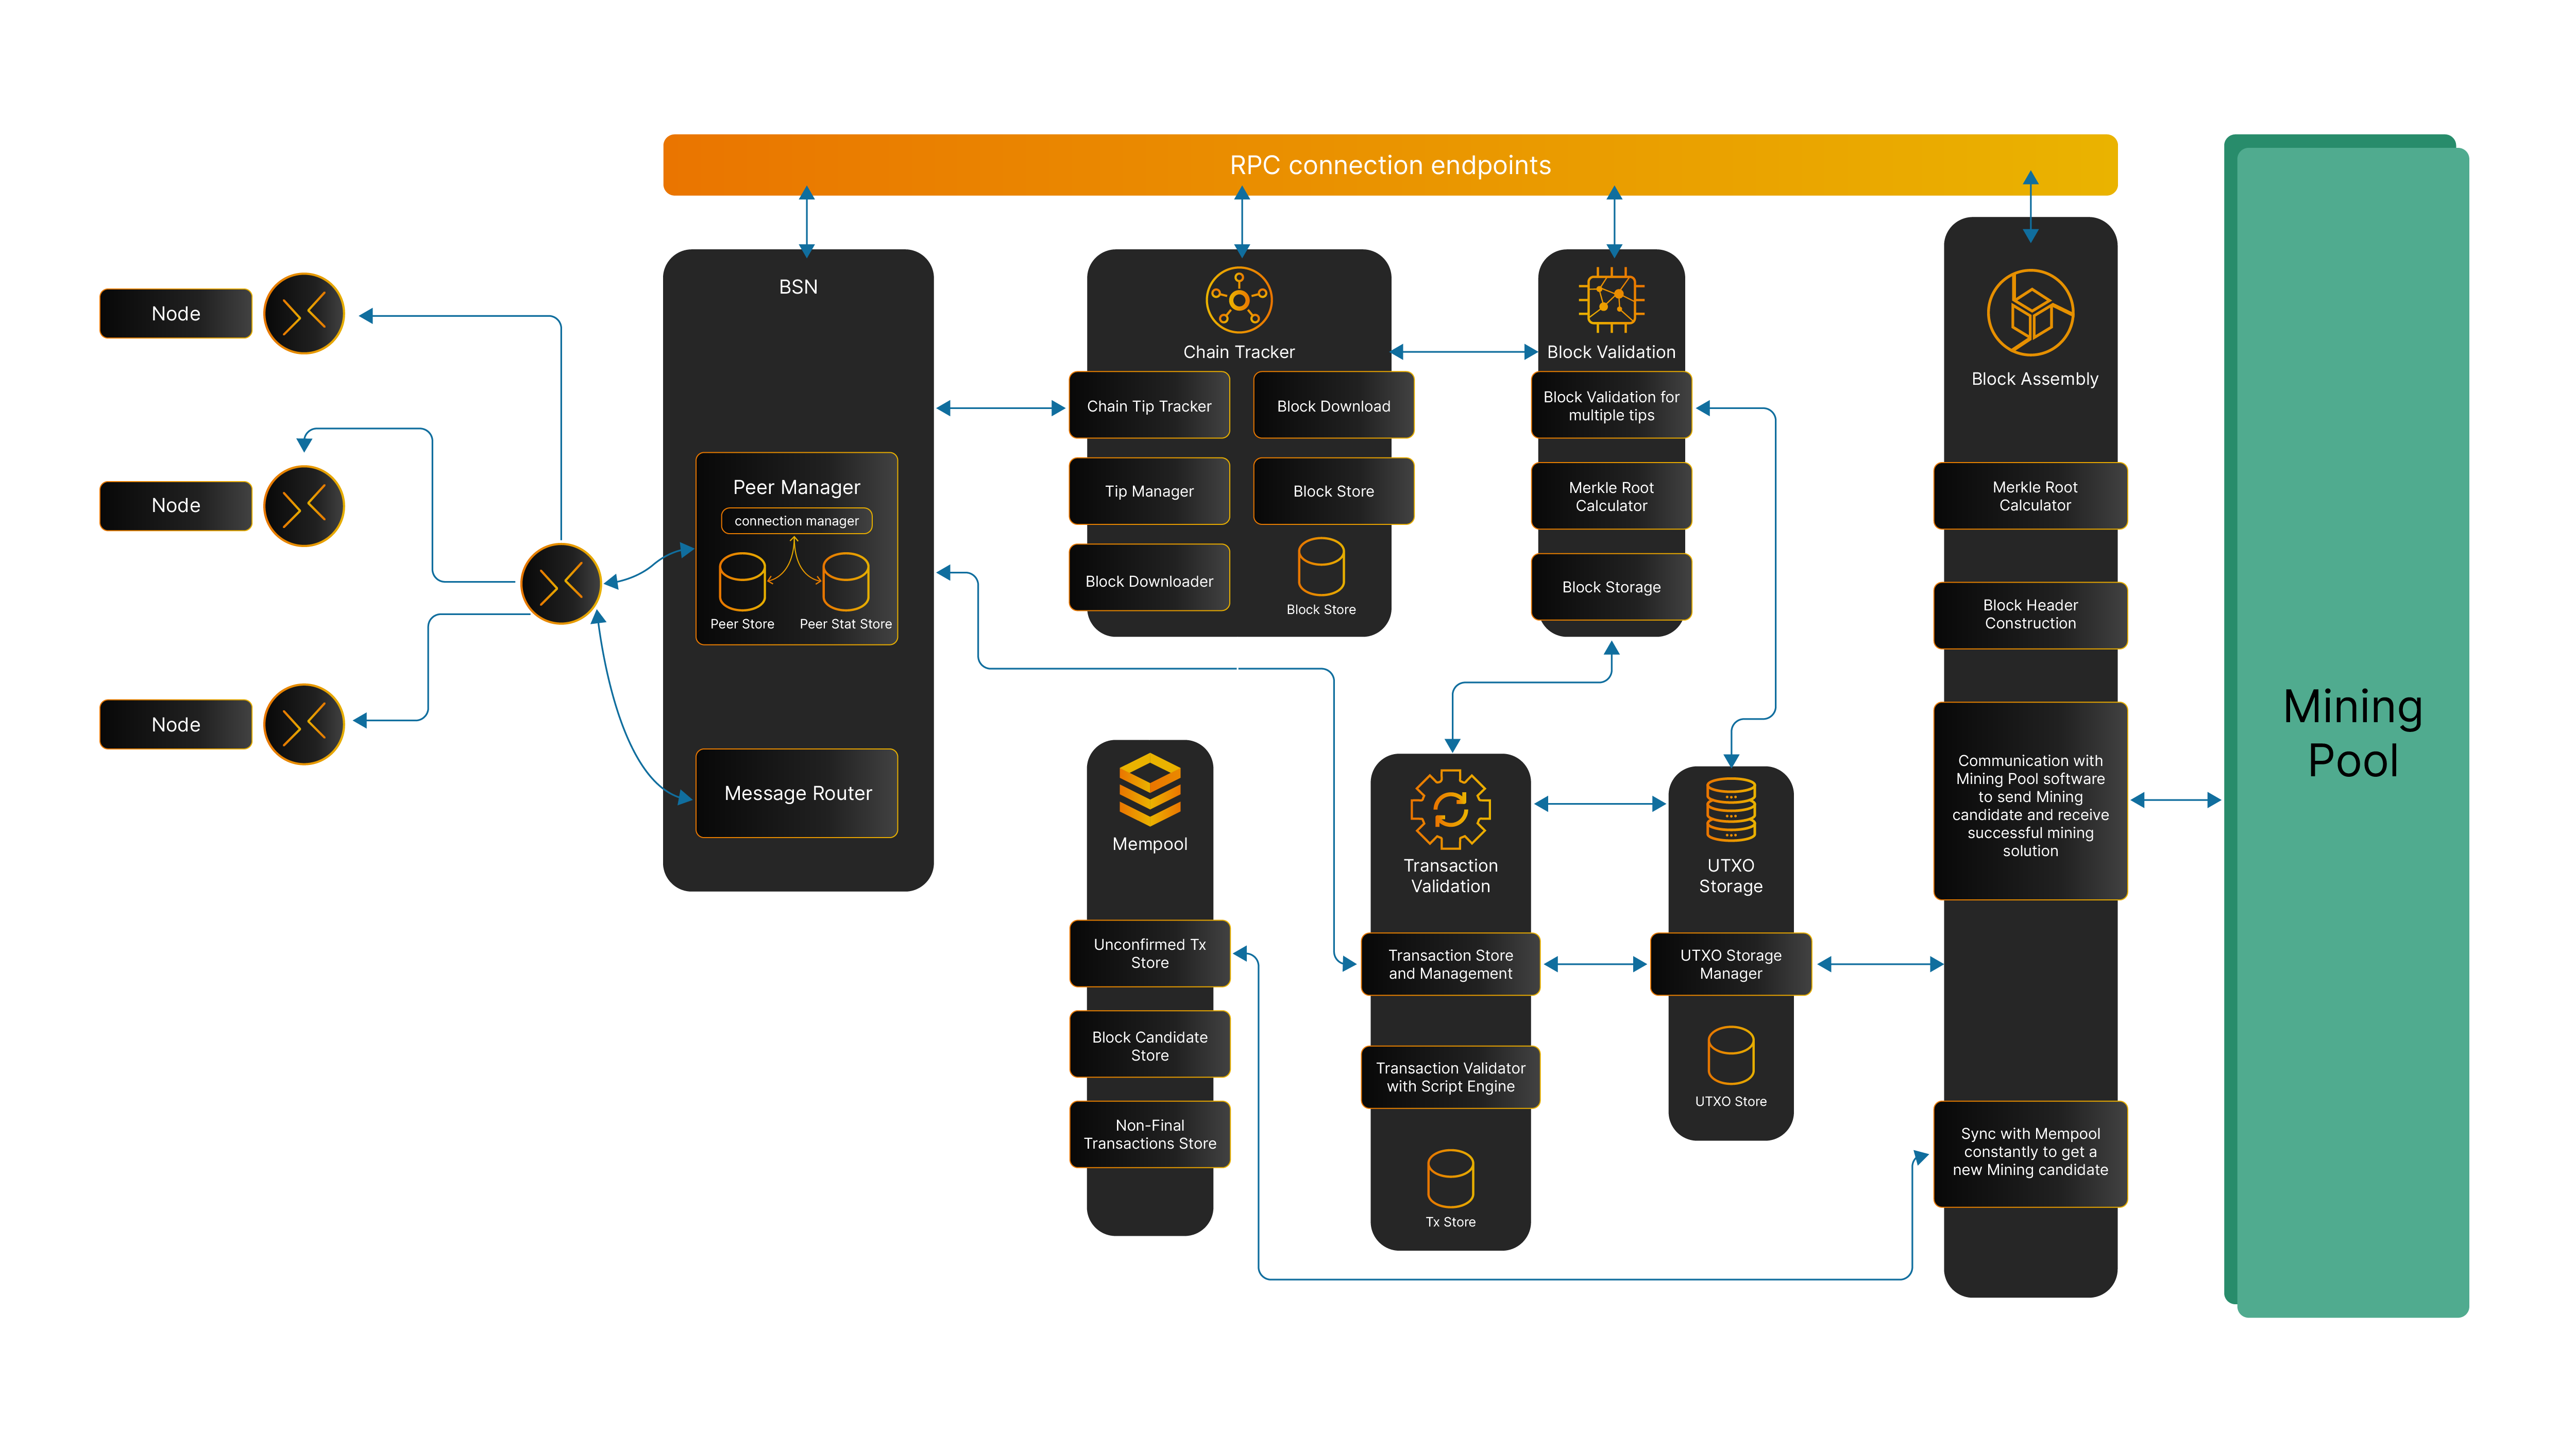 RPC connection endpoints
Node
Node
Node
BSN
Peer Manager
connection manager
Peer Store
Peer Stat Store
Message Router
Chain Tracker
Chain Tip Tracker
Block Download
Tip Manager
Block Store
Block Downloader
Block Store
Block Validation
Block Validation for
multiple tips
Merkle Root
Calculator
Block Storage
Mempool
Unconfirmed Tx
Store
Block Candidate
Store
Non-Final
Transactions Store
Transaction
Validation
Transaction Store
and Management
Transaction Validator
with Script Engine
Tx Store
UTXO
Storage
UTXO Storage
Manager
UTXO Store
Block Assembly
Merkle Root
Calculator
Block Header
Construction
Communication with
Mining Pool software
to send Mining
candidate and receive
successful mining
solution
Sync with Mempool
constantly to get a
new Mining candidate
Mining
Pool